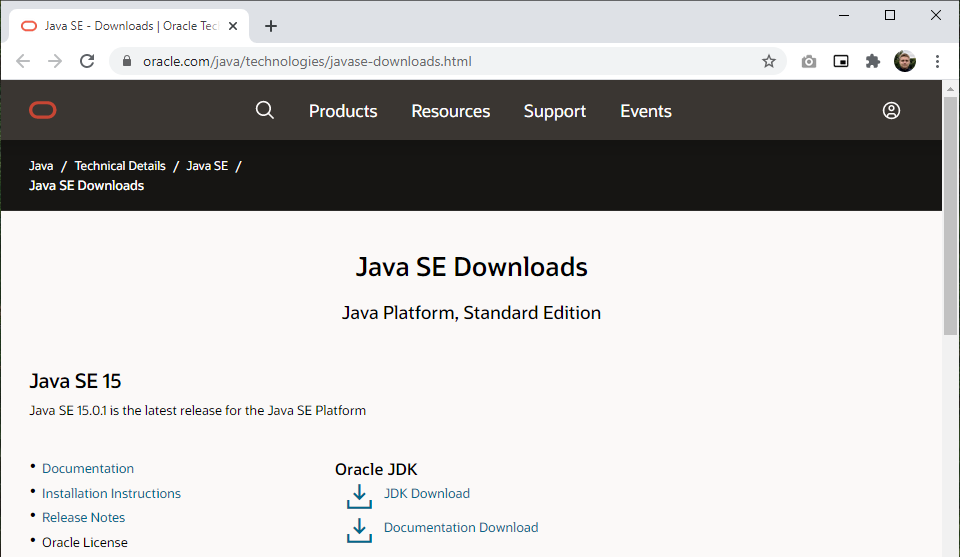 Java SE - Downloads | Oracle Tec
oracle.com/java/technologies/javase-downloads.html
Products Resources Support Events
Java / Technical Details / Java SE /
Java SE Downloads
Java SE Downloads
Java Platform, Standard Edition
Java SE 15
Java SE 15.0.1 is the latest release for the Java SE Platform
• Documentation
• Installation Instructions
• Release Notes
• Oracle License
Oracle JDK
JDK Download
Documentation Download